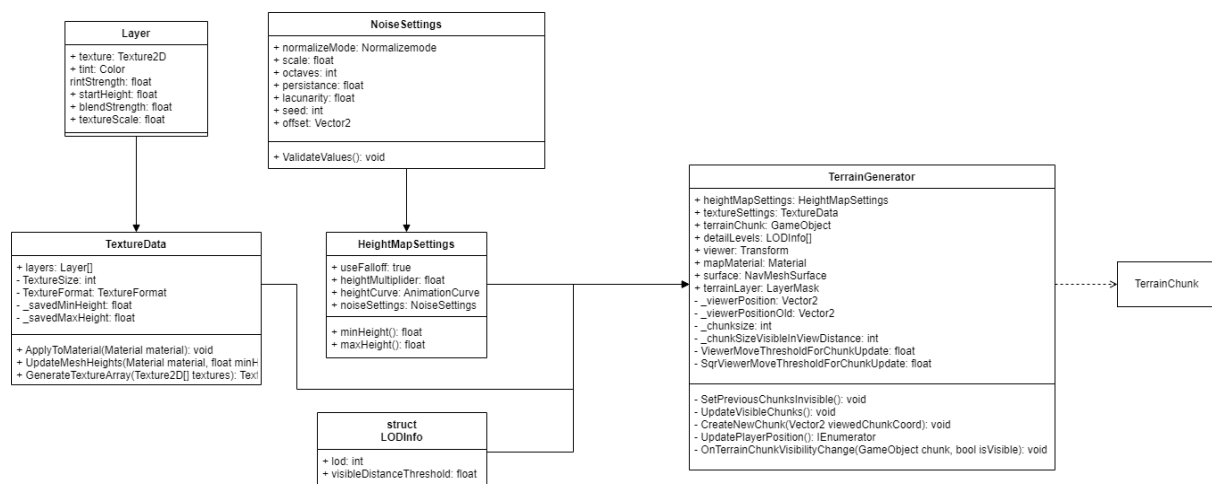 Layer
+ texture: Texture2D
+ tint: Color
rintStrength: float
+ startHeight: float
+ blendStrength: float
+ textureScale: float
NoiseSettings
+ normalizeMode: Normalizemode
+ scale: float
+ octaves: int
+ persistance: float
+ lacunarity: float
+ seed: int
+ offset: Vector2
+ ValidateValues(): void
TextureData
+ layers: Layer[]
- TextureSize: int
- TextureFormat: TextureFormat
- _savedMinHeight: float
- _savedMaxHeight: float
+ ApplyToMaterial(Material material): void
+ UpdateMeshHeights(Material material, float minH
+ GenerateTextureArray(Texture2D[] textures): Text
HeightMapSettings
+ useFalloff: true
+ heightMultiplider: float
+ heightCurve: AnimationCurve
+ noiseSettings: NoiseSettings
+ minHeight(): float
+ maxHeight(): float
struct
LODInfo
+ lod: int
+ visibleDistanceThreshold: float
TerrainGenerator
+ heightMapSettings: HeightMapSettings
+ textureSettings: TextureData
+ terrainChunk: GameObject
+ detailLevels: LODInfo[]
+ viewer: Transform
+ mapMaterial: Material
+ surface: NavMeshSurface
+ terrainLayer: LayerMask
- _viewerPosition: Vector2
- _viewerPositionOld: Vector2
- _chunksize: int
- _chunkSizeVisibleInViewDistance: int
- ViewerMoveThresholdForChunkUpdate: float
- SqrViewerMoveThresholdForChunkUpdate: float
- SetPreviousChunksInvisible(): void
- UpdateVisibleChunks(): void
- CreateNewChunk(Vector2 viewedChunkCoord): void
- UpdatePlayerPosition(): IEnumerator
- OnTerrainChunkVisibilityChange(GameObject chunk, bool isVisible): void
TerrainChunk